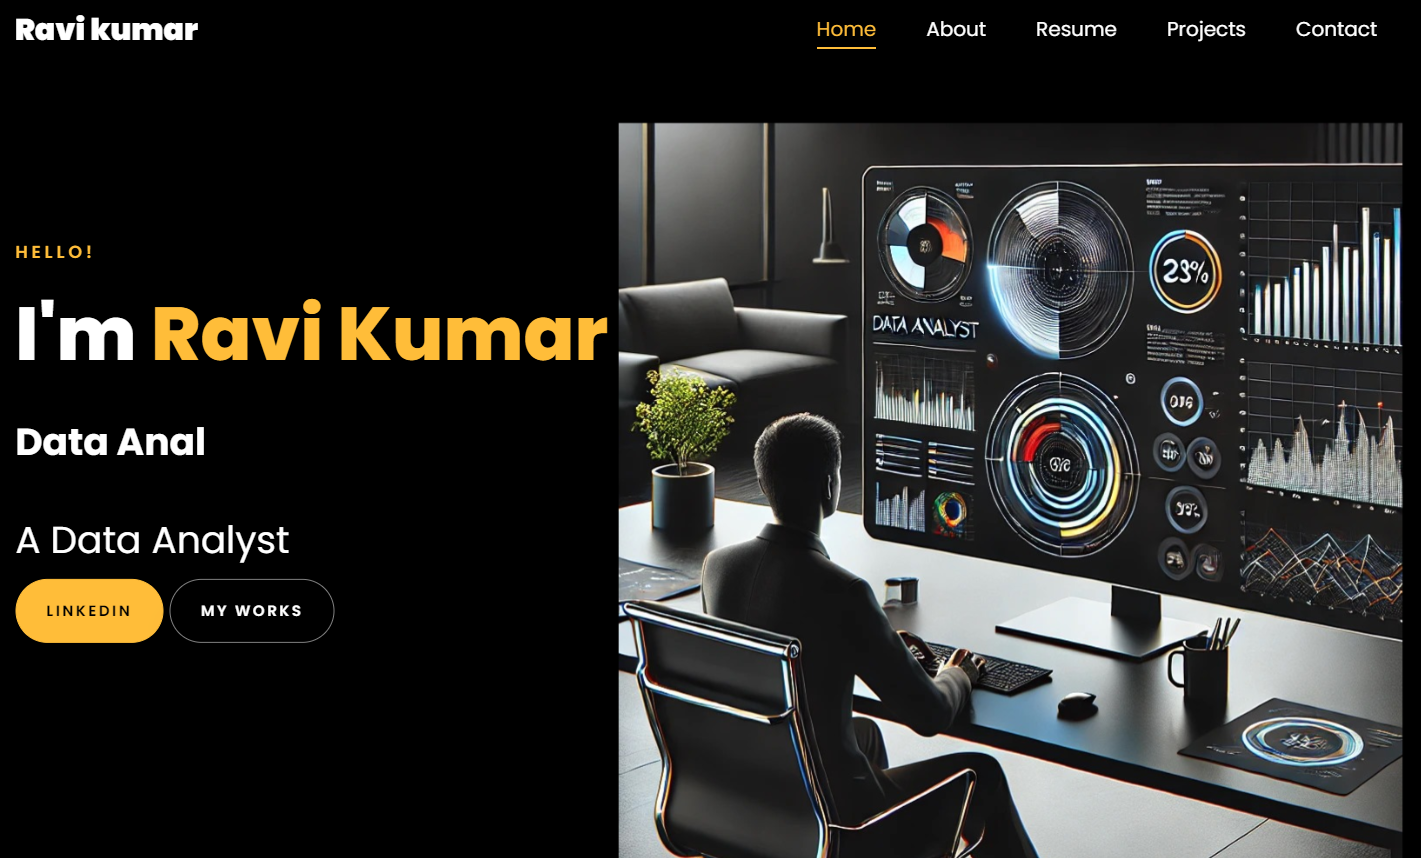 Ravi kumar
Home About Resume Projects Contact
HELLO!
I'm Ravi Kumar
Data Anal
A Data Analyst
LINKEDIN MY WORKS
DATA ANALYST
23%